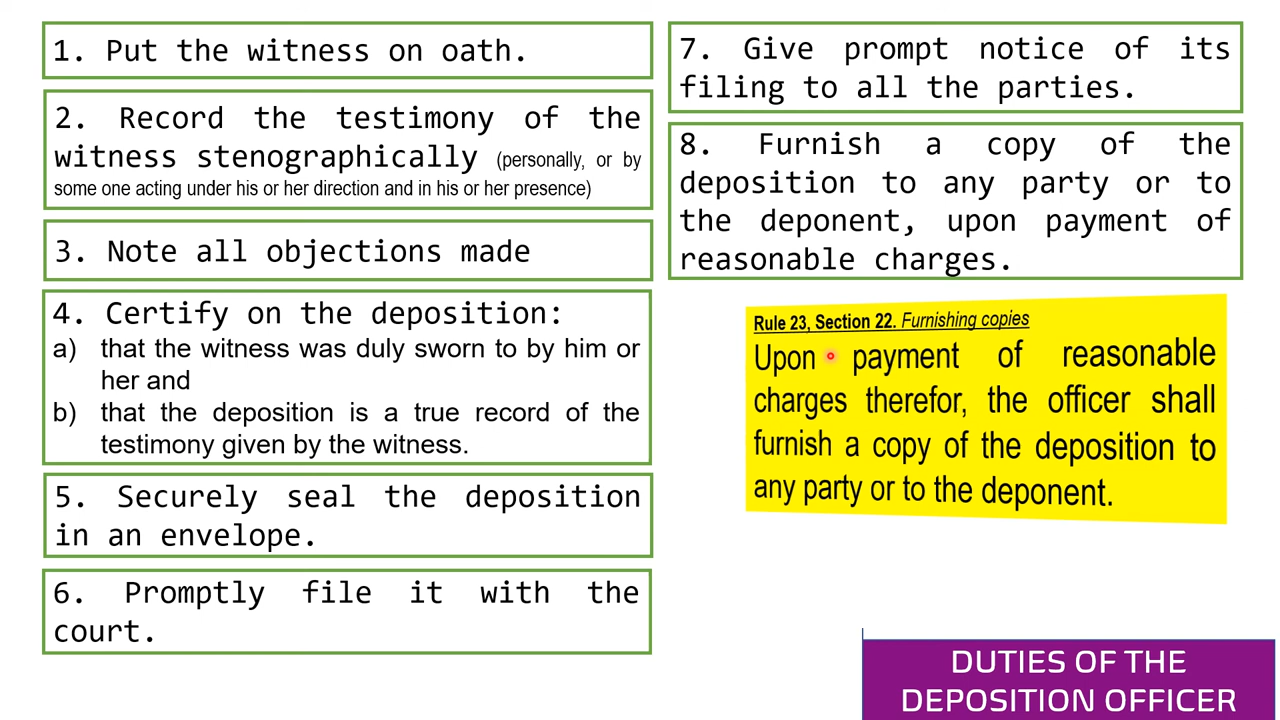 1. Put the witness on oath.
2. Record the testimony of the
witness stenographically (personally, or by
some one acting under his or her direction and in his or her presence)
3. Note all objections made
4. Certify on the deposition:
a) that the witness was duly sworn to by him or
her and
b) that the deposition is a true record of the
testimony given by the witness.
5. Securely seal the deposition
in an envelope.
6. Promptly file it with the
court.
7. Give prompt notice of its
filing to all the parties.
8. Furnish a copy of the
deposition to any party or to
the deponent, upon payment of
reasonable charges.
Rule 23, Section 22. Furnishing copies
Upon payment of reasonable
charges therefor, the officer shall
furnish a copy of the deposition to
any party or to the deponent.
DUTIES OF THE
DEPOSITION OFFICER